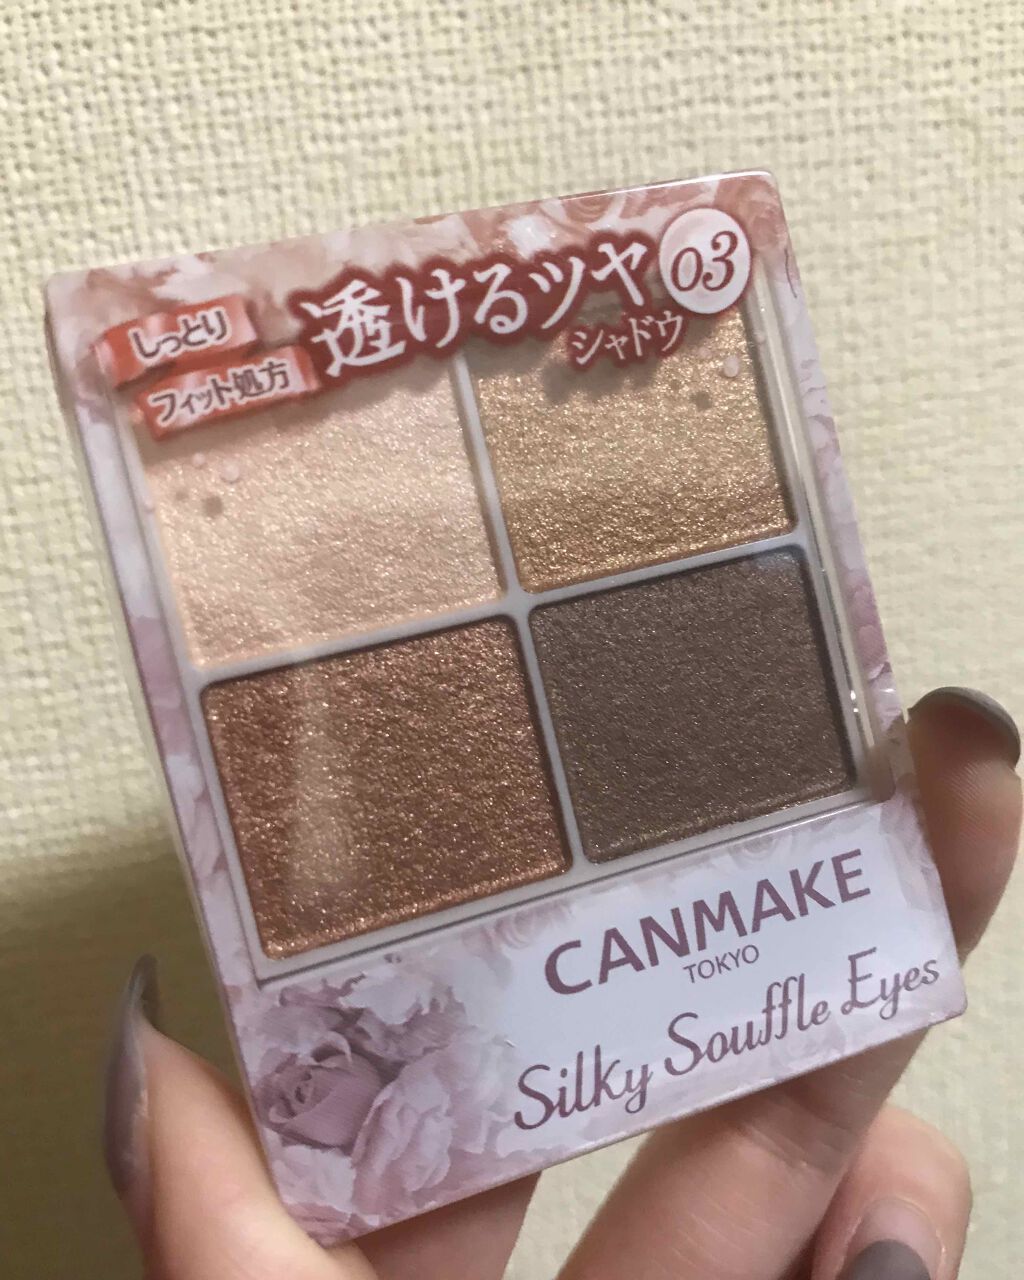 しっとり
フィット処方
透けるツヤ
シャドウ
03
CANMAKE
TOKYO
Silky Souffle Eyes